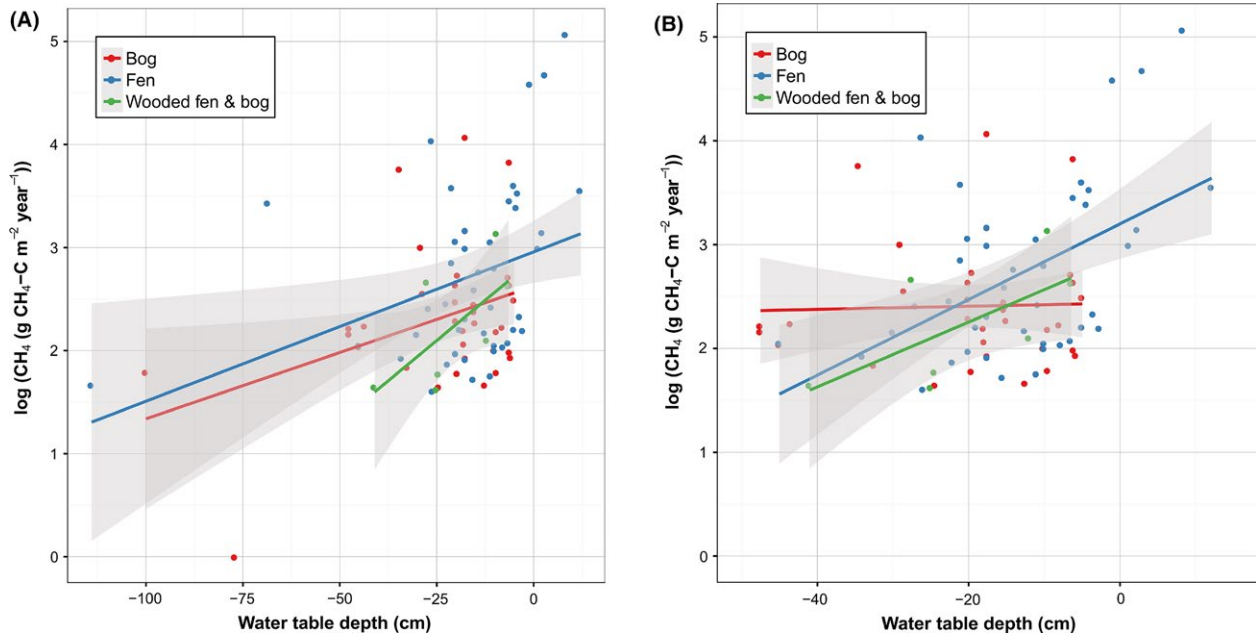 (A)
5
4
3
2
1
0
log (CH₄ (g CH₄−C m⁻² year⁻¹))
Bog
Fen
Wooded fen & bog
−100 −75 −50 −25 0
Water table depth (cm)
(B)
5
4
3
2
1
0
log (CH₄ (g CH₄−C m⁻² year⁻¹))
Bog
Fen
Wooded fen & bog
−40 −20 0
Water table depth (cm)